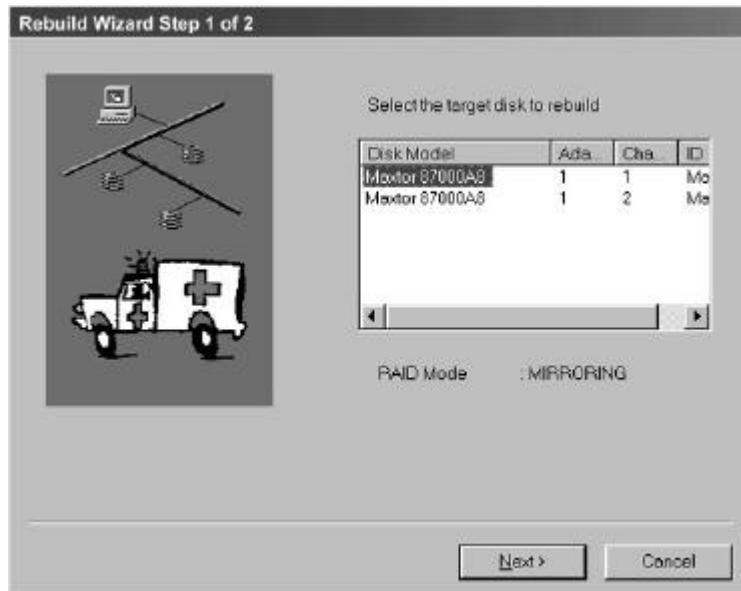 Rebuild Wizard Step 1 of 2
Select the target disk to rebuild
Disk Model Ada... Cha... ID
Maxtor 87000A8 1 1 Ma
Maxtor 87000A8 1 2 Ma
RAID Mode : MIRRORING
Next > Cancel